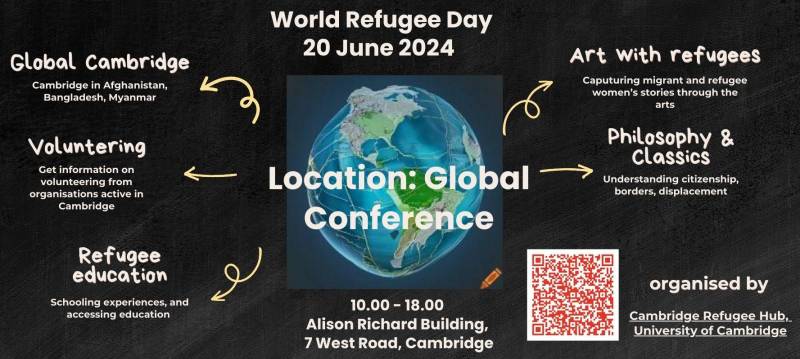 World Refugee Day
20 June 2024
Global Cambridge
Cambridge in Afghanistan,
Bangladesh, Myanmar
Voluntering
Get information on
volunteering from
organisations active in
Cambridge
Refugee
education
Schooling experiences, and
accessing education
Location: Global
Conference
10.00 - 18.00
Alison Richard Building,
7 West Road, Cambridge
Art with refugees
Caputuring migrant and refugee
women's stories through the
arts
Philosophy &
Classics
Understanding citizenship,
borders, displacement
organised by
Cambridge Refugee Hub,
University of Cambridge